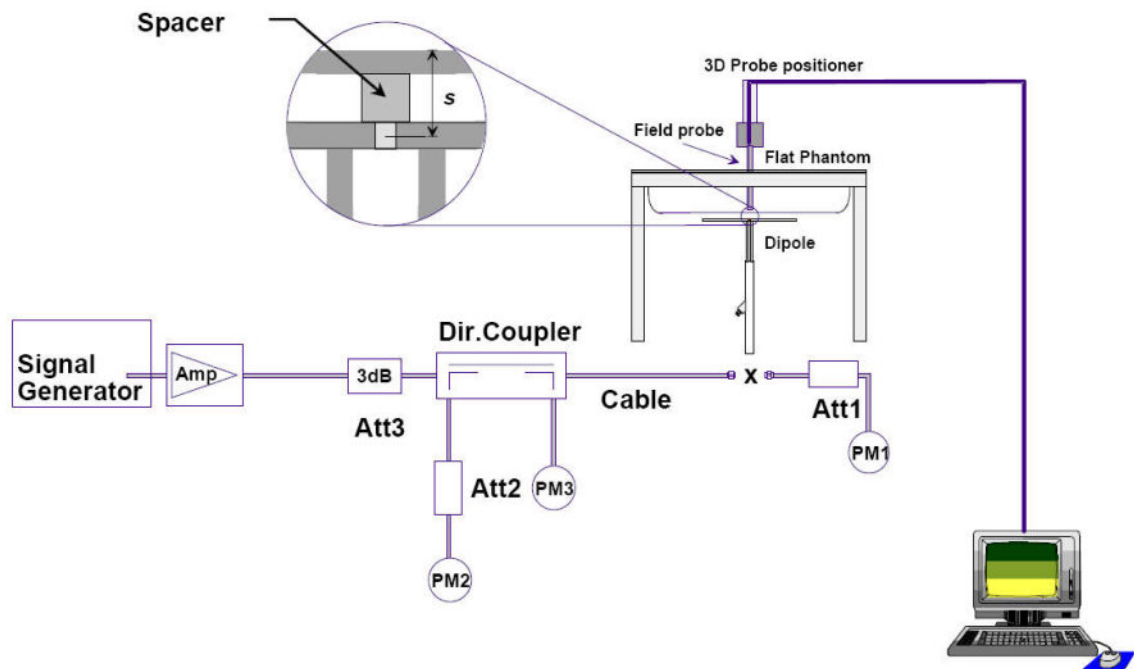 Spacer
s
3D Probe positioner
Field probe
Flat Phantom
Dipole
Signal
Generator
Amp
3dB
Att3
Dir.Coupler
Cable
x
Att1
PM1
Att2
PM3
PM2